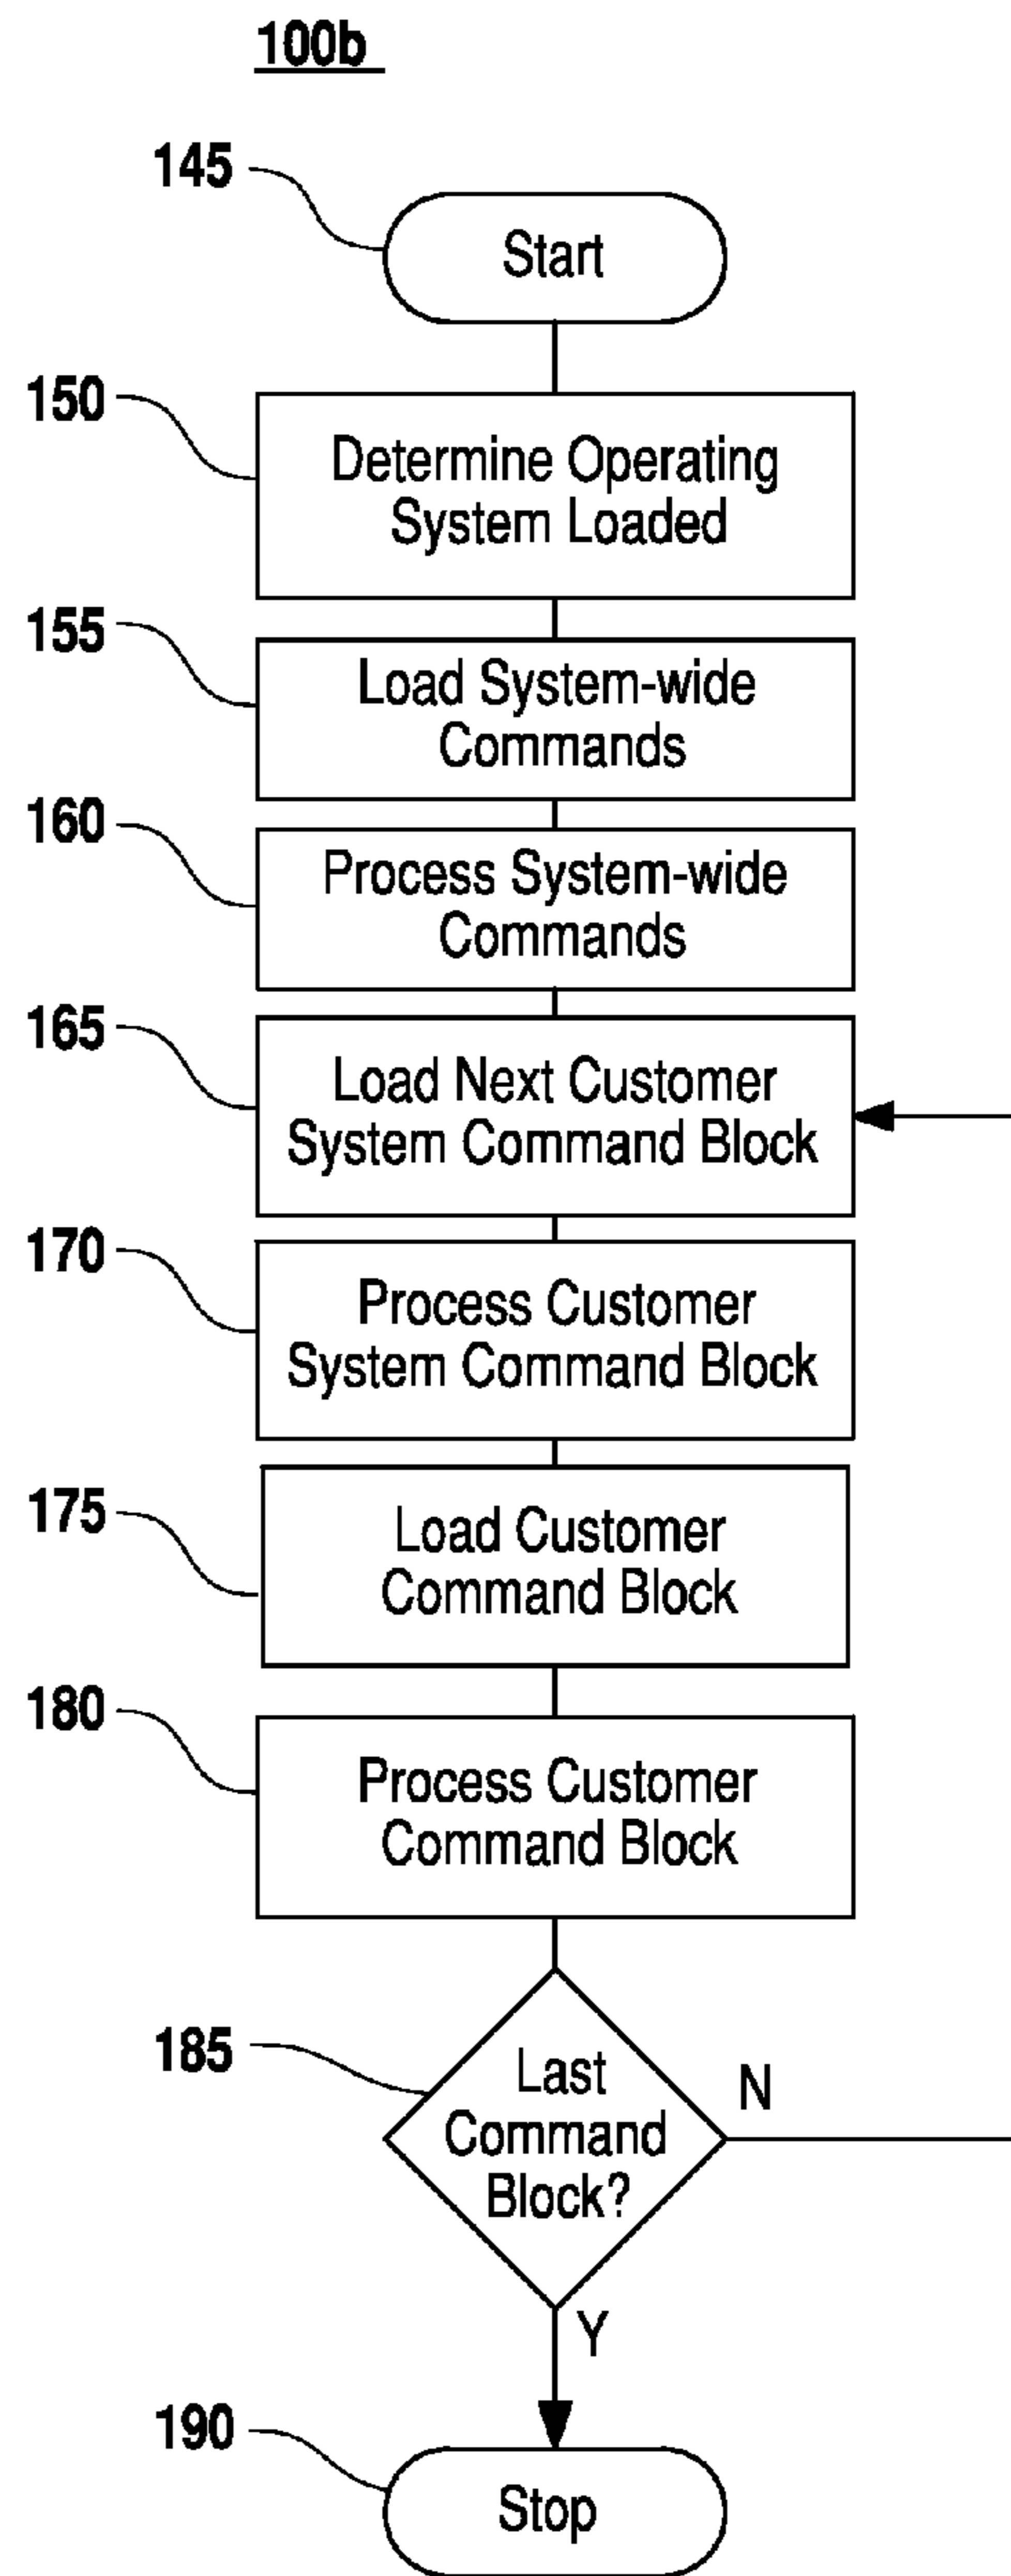 100b
145
Start
150
Determine Operating
System Loaded
155
Load System-wide
Commands
160
Process System-wide
Commands
165
Load Next Customer
System Command Block
170
Process Customer
System Command Block
175
Load Customer
Command Block
180
Process Customer
Command Block
185
Last
Command
Block?
N
Y
190
Stop